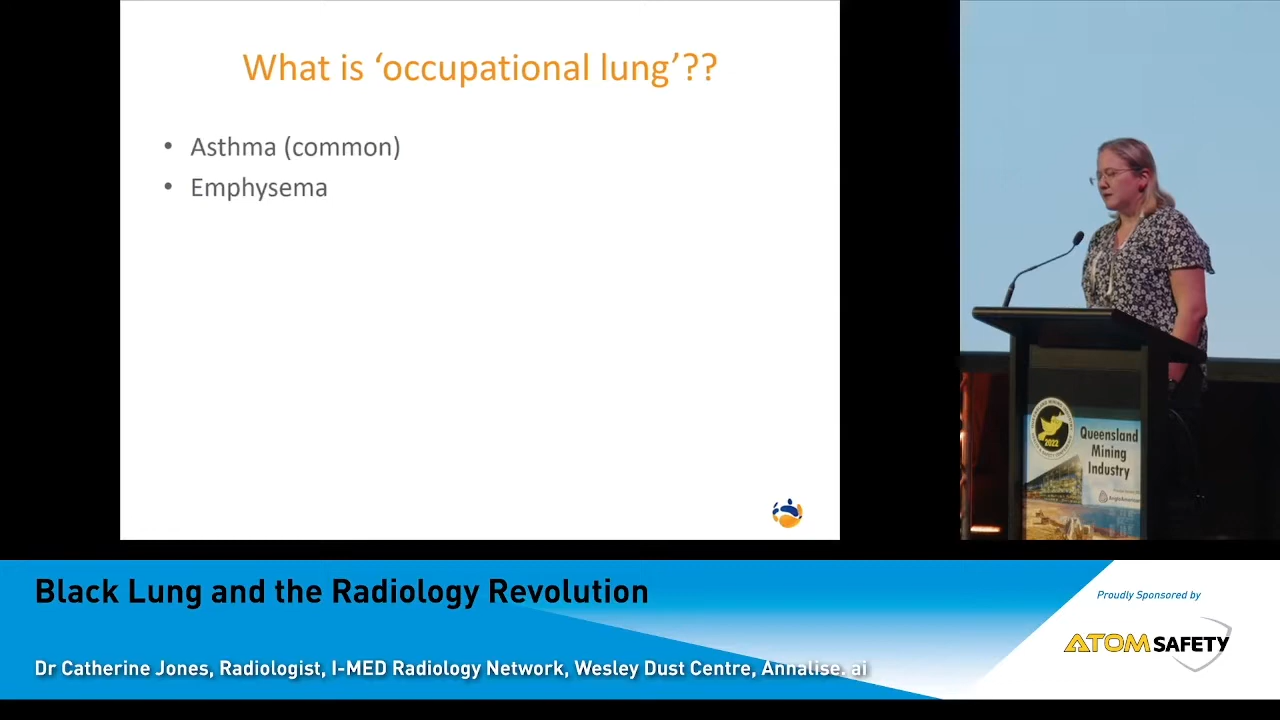 What is ‘occupational lung’??
• Asthma (common)
• Emphysema
2022
Queensland
Mining
Industry
Black Lung and the Radiology Revolution
Proudly Sponsored by
ATOM SAFETY
Dr Catherine Jones, Radiologist, I-MED Radiology Network, Wesley Dust Centre, Annalise. ai